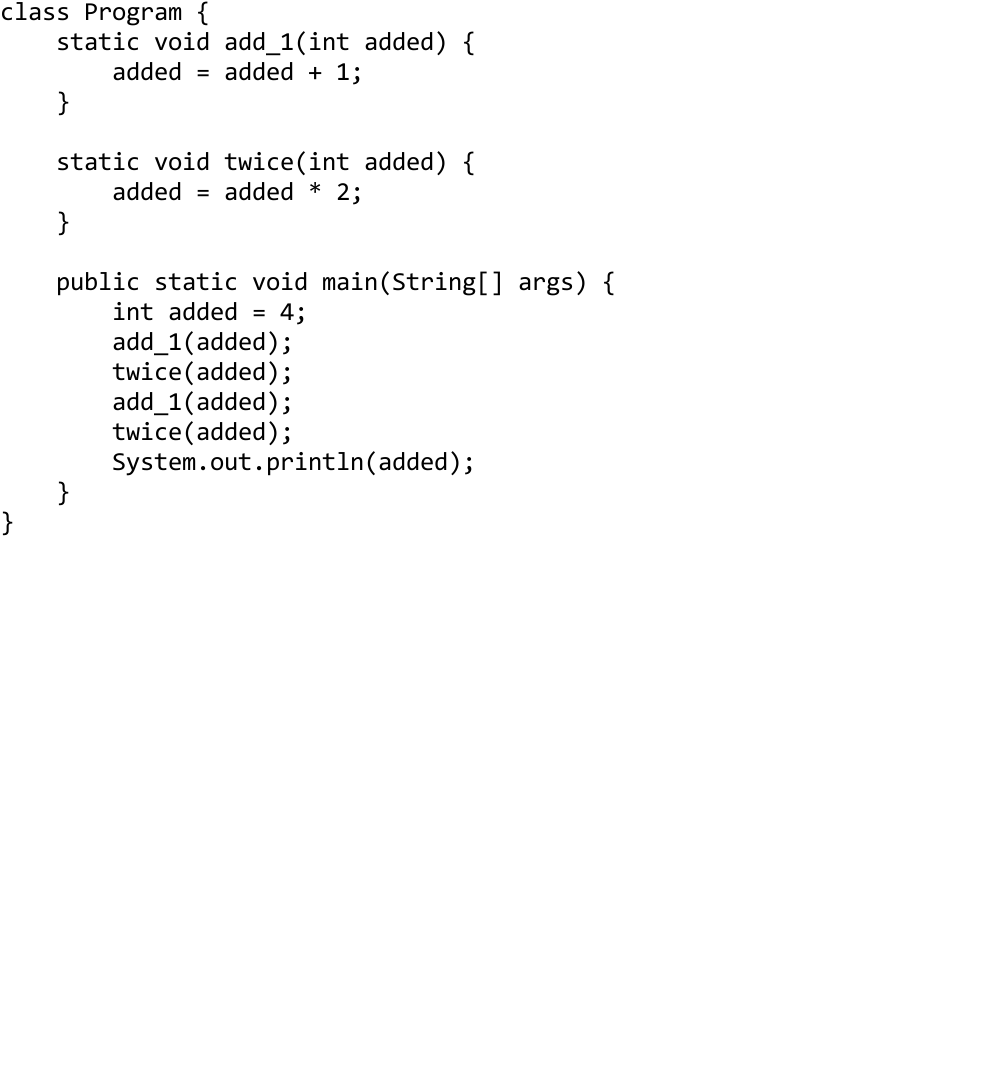 class Program {
    static void add_1(int added) {
        added = added + 1;
    }

    static void twice(int added) {
        added = added * 2;
    }

    public static void main(String[] args) {
        int added = 4;
        add_1(added);
        twice(added);
        add_1(added);
        twice(added);
        System.out.println(added);
    }
}